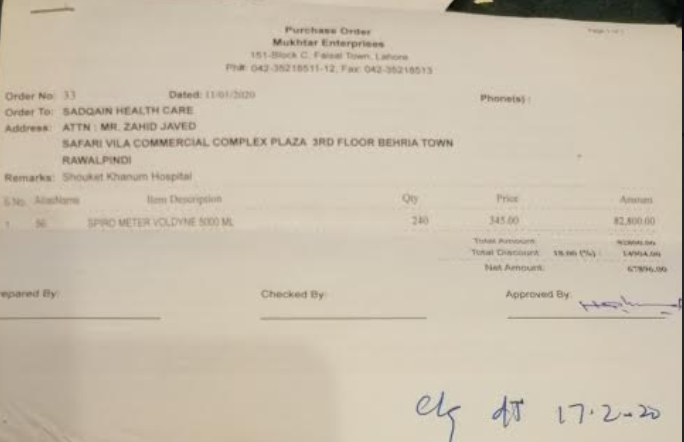 Purchase Order
Page 1 of 1
Mukhtar Enterprises
151-Block C, Faisal Town, Lahore
Ph#: 042-35218511-12, Fax: 042-35218513
Order No: 33 Dated: 11/01/2020
Phone(s) :
Order To: SADQAIN HEALTH CARE
Address: ATTN : MR. ZAHID JAVED
SAFARI VILA COMMERCIAL COMPLEX PLAZA 3RD FLOOR BEHRIA TOWN
RAWALPINDI
Remarks: Shouket Khanum Hospital
S.No. AliasName Item Description Qty Price Amount
1 56 SPIRO METER VOLDYNE 5000 ML 240 345.00 82,800.00
Total Amount: 82800.00
Total Discount: 18.00 (%) : 14904.00
Net Amount: 67896.00
repared By: Checked By: Approved By:
17-2-20